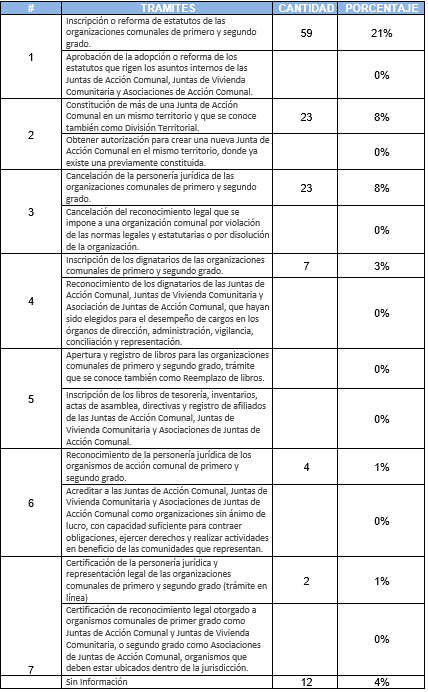 # TRAMITES CANTIDAD PORCENTAJE
1
Inscripción o reforma de estatutos de las
organizaciones comunales de primero y segundo
grado.
59 21%
Aprobación de la adopción o reforma de los
estatutos que rigen los asuntos internos de las
Juntas de Acción Comunal, Juntas de Vivienda
Comunitaria y Asociaciones de Acción Comunal.
0%
2
Constitución de más de una Junta de Acción
Comunal en un mismo territorio y que se conoce
también como División Territorial.
23 8%
Obtener autorización para crear una nueva Junta de
Acción Comunal en el mismo territorio, donde ya
existe una previamente constituida.
0%
3
Cancelación de la personería jurídica de las
organizaciones comunales de primero y segundo
grado.
23 8%
Cancelación del reconocimiento legal que se
impone a una organización comunal por violación
de las normas legales y estatutarias o por disolución
de la organización.
0%
4
Inscripción de los dignatarios de las organizaciones
comunales de primero y segundo grado.
7 3%
Reconocimiento de los dignatarios de las Juntas de
Acción Comunal, Juntas de Vivienda Comunitaria y
Asociación de Juntas de Acción Comunal, que hayan
sido elegidos para el desempeño de cargos en los
órganos de dirección, administración, vigilancia,
conciliación y representación.
0%
5
Apertura y registro de libros para las organizaciones
comunales de primero y segundo grado, trámite
que se conoce también como Reemplazo de libros.
0%
Inscripción de los libros de tesorería, inventarios,
actas de asamblea, directivas y registro de afiliados
de las Juntas de Acción Comunal, Juntas de
Vivienda Comunitaria y Asociaciones de Juntas de
Acción Comunal.
0%
6
Reconocimiento de la personería jurídica de los
organismos de acción comunal de primero y
segundo grado.
4 1%
Acreditar a las Juntas de Acción Comunal, Juntas de
Vivienda Comunitaria y Asociaciones de Juntas de
Acción Comunal como organizaciones sin ánimo de
lucro, con capacidad suficiente para contraer
obligaciones, ejercer derechos y realizar actividades
en beneficio de las comunidades que representan.
0%
7
Certificación de la personería jurídica y
representación legal de las organizaciones
comunales de primero y segundo grado (trámite en
línea)
2 1%
Certificación de reconocimiento legal otorgado a
organismos comunales de primer grado como
Juntas de Acción Comunal y Juntas de Vivienda
Comunitaria, o segundo grado como Asociaciones
de Juntas de Acción Comunal, organismos que
deben estar ubicados dentro de la jurisdicción.
0%
Sin Información 12 4%